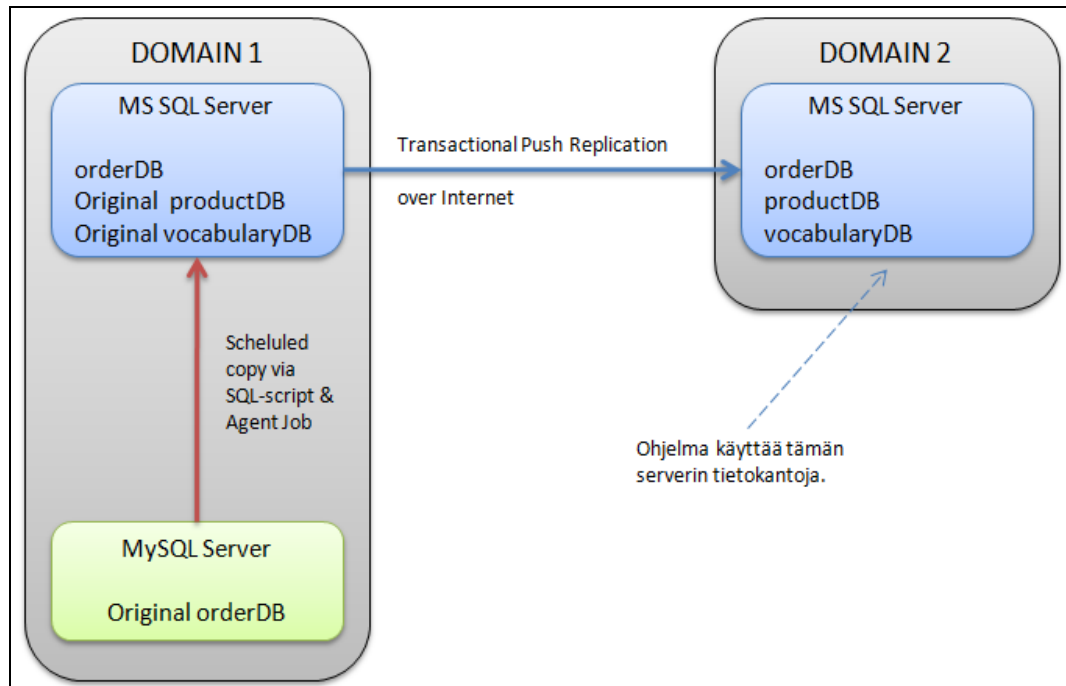 DOMAIN 1
MS SQL Server
orderDB
Original productDB
Original vocabularyDB
Scheluled
copy via
SQL-script &
Agent Job
MySQL Server
Original orderDB
Transactional Push Replication
over Internet
DOMAIN 2
MS SQL Server
orderDB
productDB
vocabularyDB
Ohjelma käyttää tämän
serverin tietokantoja.